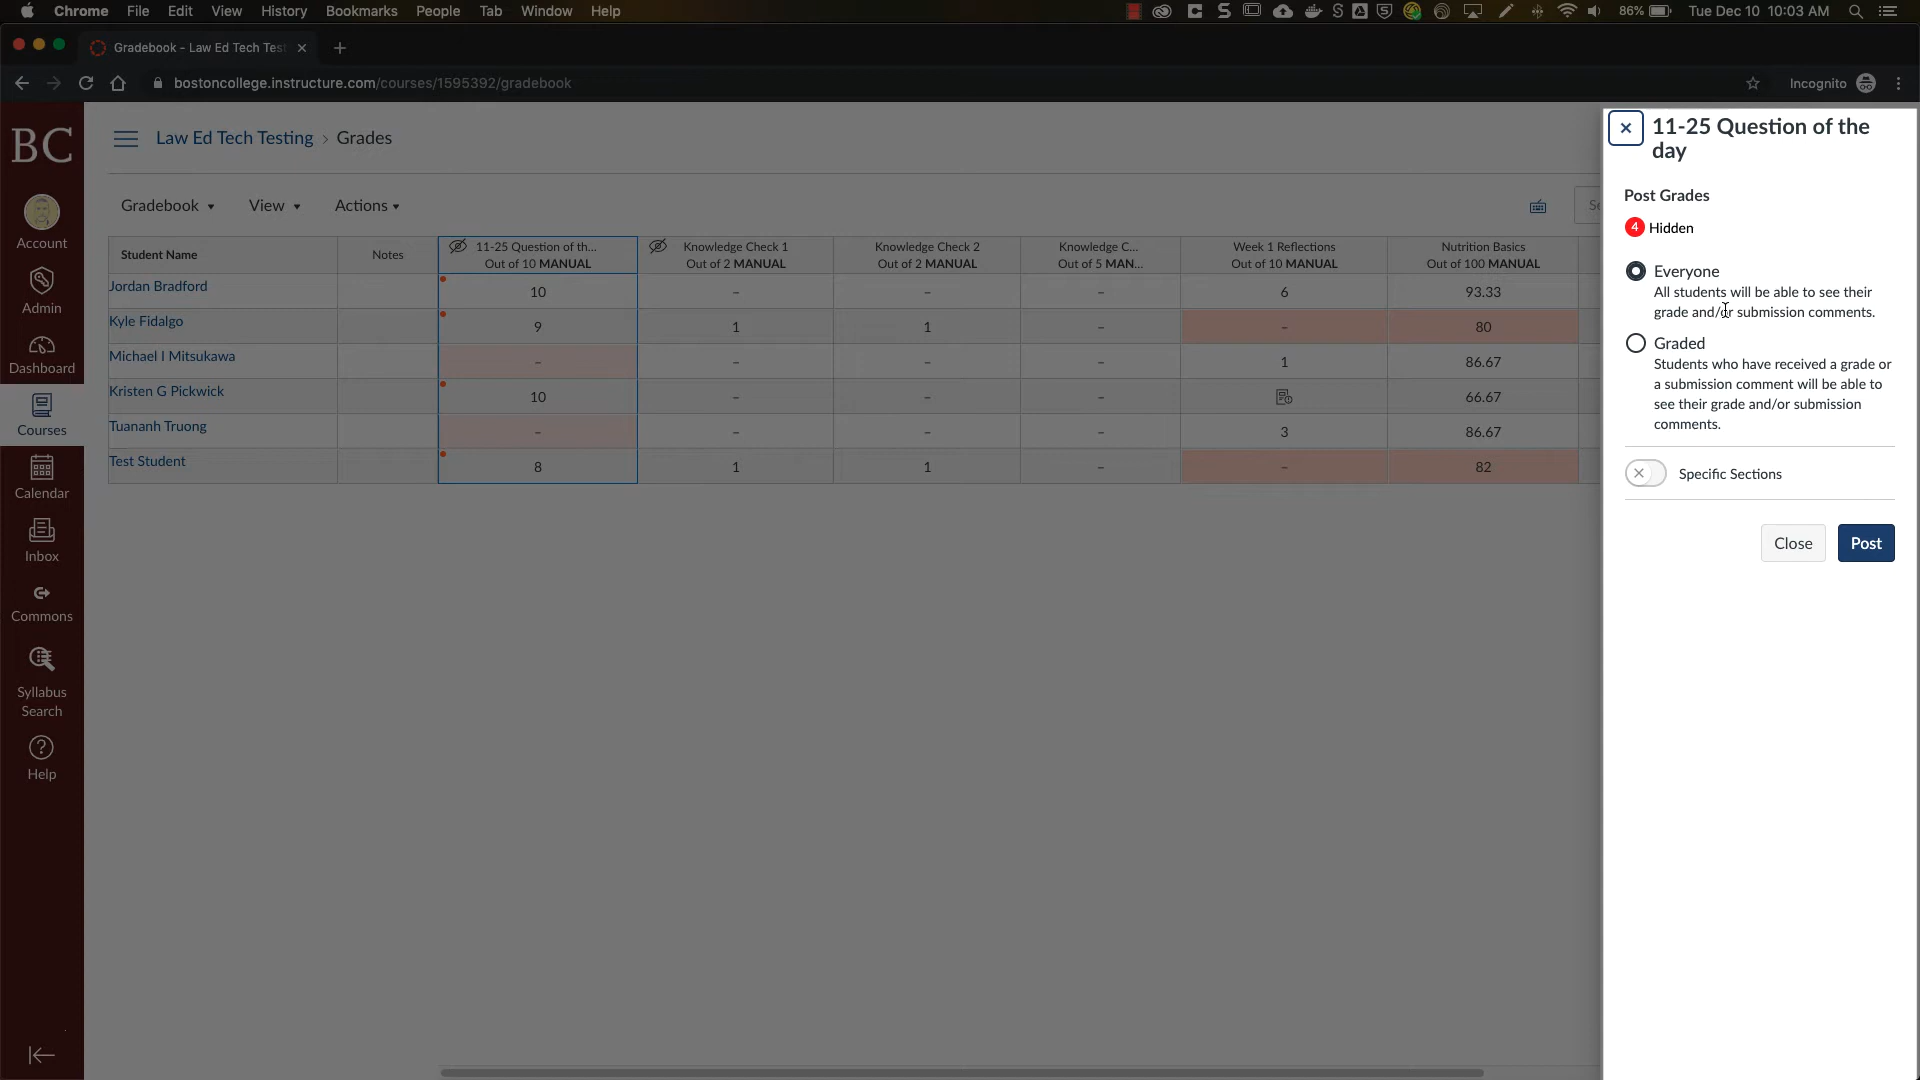 Chrome File Edit View History Bookmarks People Tab Window Help 86% Tue Dec 10 10:03 AM
Gradebook - Law Ed Tech Test
bostoncollege.instructure.com/courses/1595392/gradebook Incognito
BC
Account
Admin
Dashboard
Courses
Calendar
Inbox
Commons
Syllabus
Search
Help
Law Ed Tech Testing > Grades
Gradebook View Actions Se
Student Name Notes 11-25 Question of th... Knowledge Check 1 Knowledge Check 2 Knowledge C... Week 1 Reflections Nutrition Basics
Out of 10 MANUAL Out of 2 MANUAL Out of 2 MANUAL Out of 5 MAN... Out of 10 MANUAL Out of 100 MANUAL
Jordan Bradford 10 – – – 6 93.33
Kyle Fidalgo 9 1 1 – – 80
Michael I Mitsukawa – – – – 1 86.67
Kristen G Pickwick 10 – – – 66.67
Tuananh Truong – – – – 3 86.67
Test Student 8 1 1 – – 82
11-25 Question of the
day
Post Grades
4 Hidden
Everyone
All students will be able to see their
grade and/or submission comments.
Graded
Students who have received a grade or
a submission comment will be able to
see their grade and/or submission
comments.
Specific Sections
Close Post